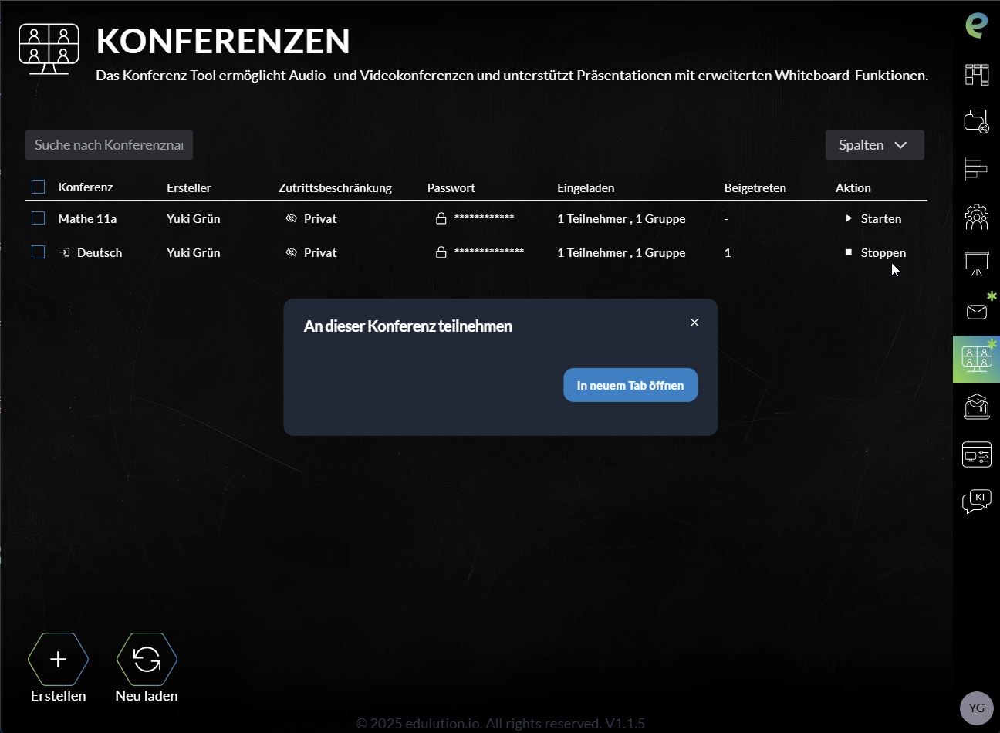 KONFERENZEN
Das Konferenz Tool ermöglicht Audio- und Videokonferenzen und unterstützt Präsentationen mit erweiterten Whiteboard-Funktionen.
Suche nach Konferenznai
Spalten
Konferenz Ersteller Zutrittsbeschränkung Passwort Eingeladen Beigetreten Aktion
Mathe 11a Yuki Grün Privat ************ 1 Teilnehmer , 1 Gruppe - Starten
Deutsch Yuki Grün Privat ************** 1 Teilnehmer , 1 Gruppe 1 Stoppen
An dieser Konferenz teilnehmen
In neuem Tab öffnen
KI
Erstellen
Neu laden
YG
© 2025 edulution.io. All rights reserved. V1.1.5